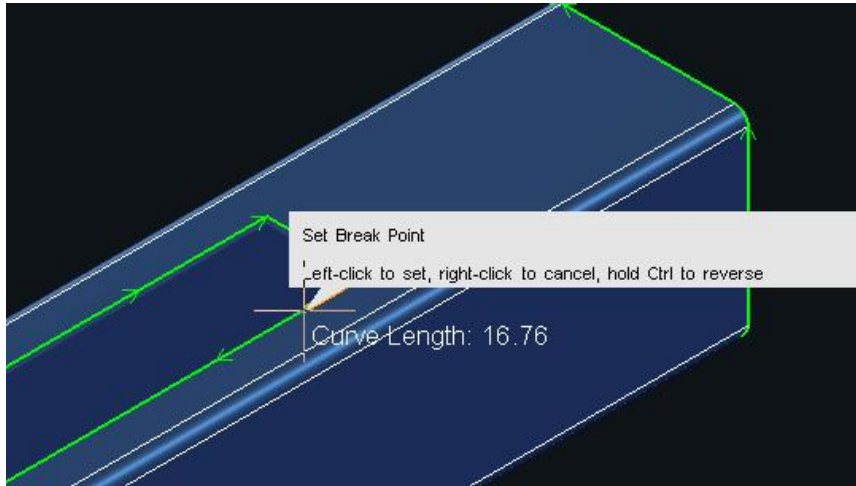 Set Break Point
Left-click to set, right-click to cancel, hold Ctrl to reverse
Curve Length: 16.76